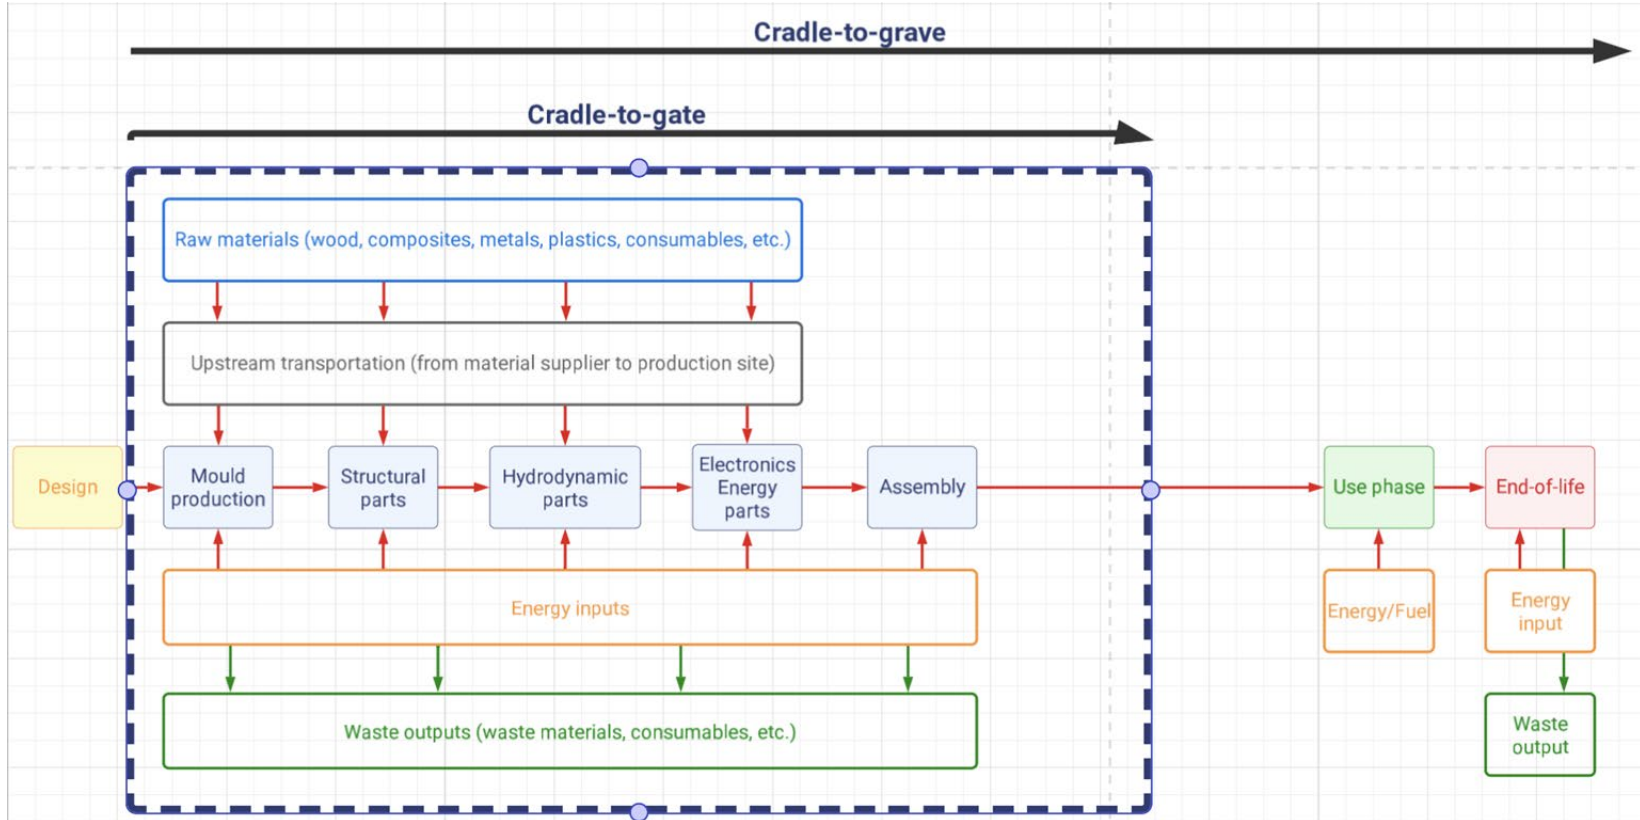 Cradle-to-grave
Cradle-to-gate
Raw materials (wood, composites, metals, plastics, consumables, etc.)
Upstream transportation (from material supplier to production site)
Design
Mould
production
Structural
parts
Hydrodynamic
parts
Electronics
Energy
parts
Assembly
Use phase
End-of-life
Energy inputs
Energy/Fuel
Energy
input
Waste outputs (waste materials, consumables, etc.)
Waste
output